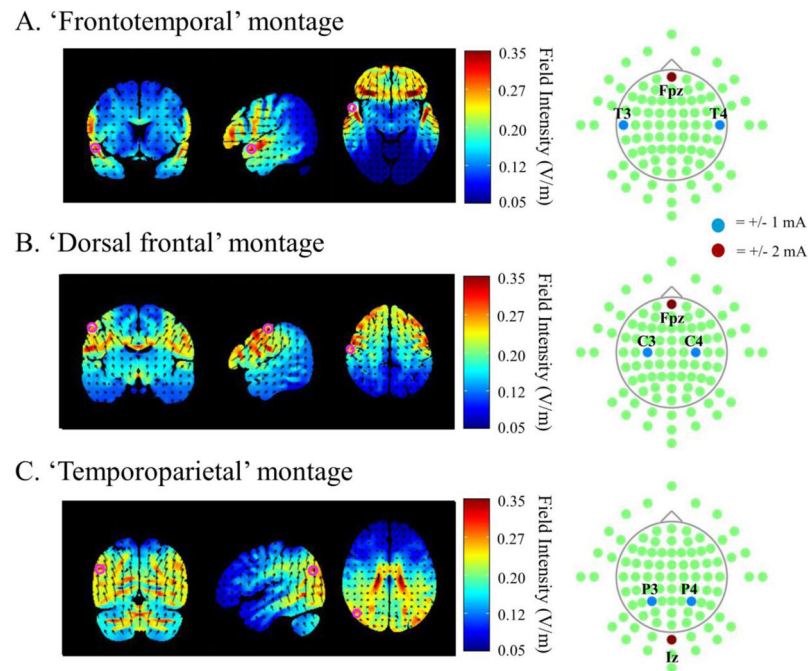 A. ‘Frontotemporal’ montage
0.35
0.27
0.20
0.12
0.05
Field Intensity (V/m)
Fpz
T3
T4
= +/- 1 mA
= +/- 2 mA
B. ‘Dorsal frontal’ montage
0.35
0.27
0.20
0.12
0.05
Field Intensity (V/m)
Fpz
C3
C4
C. ‘Temporoparietal’ montage
0.35
0.27
0.20
0.12
0.05
Field Intensity (V/m)
P3
P4
Iz